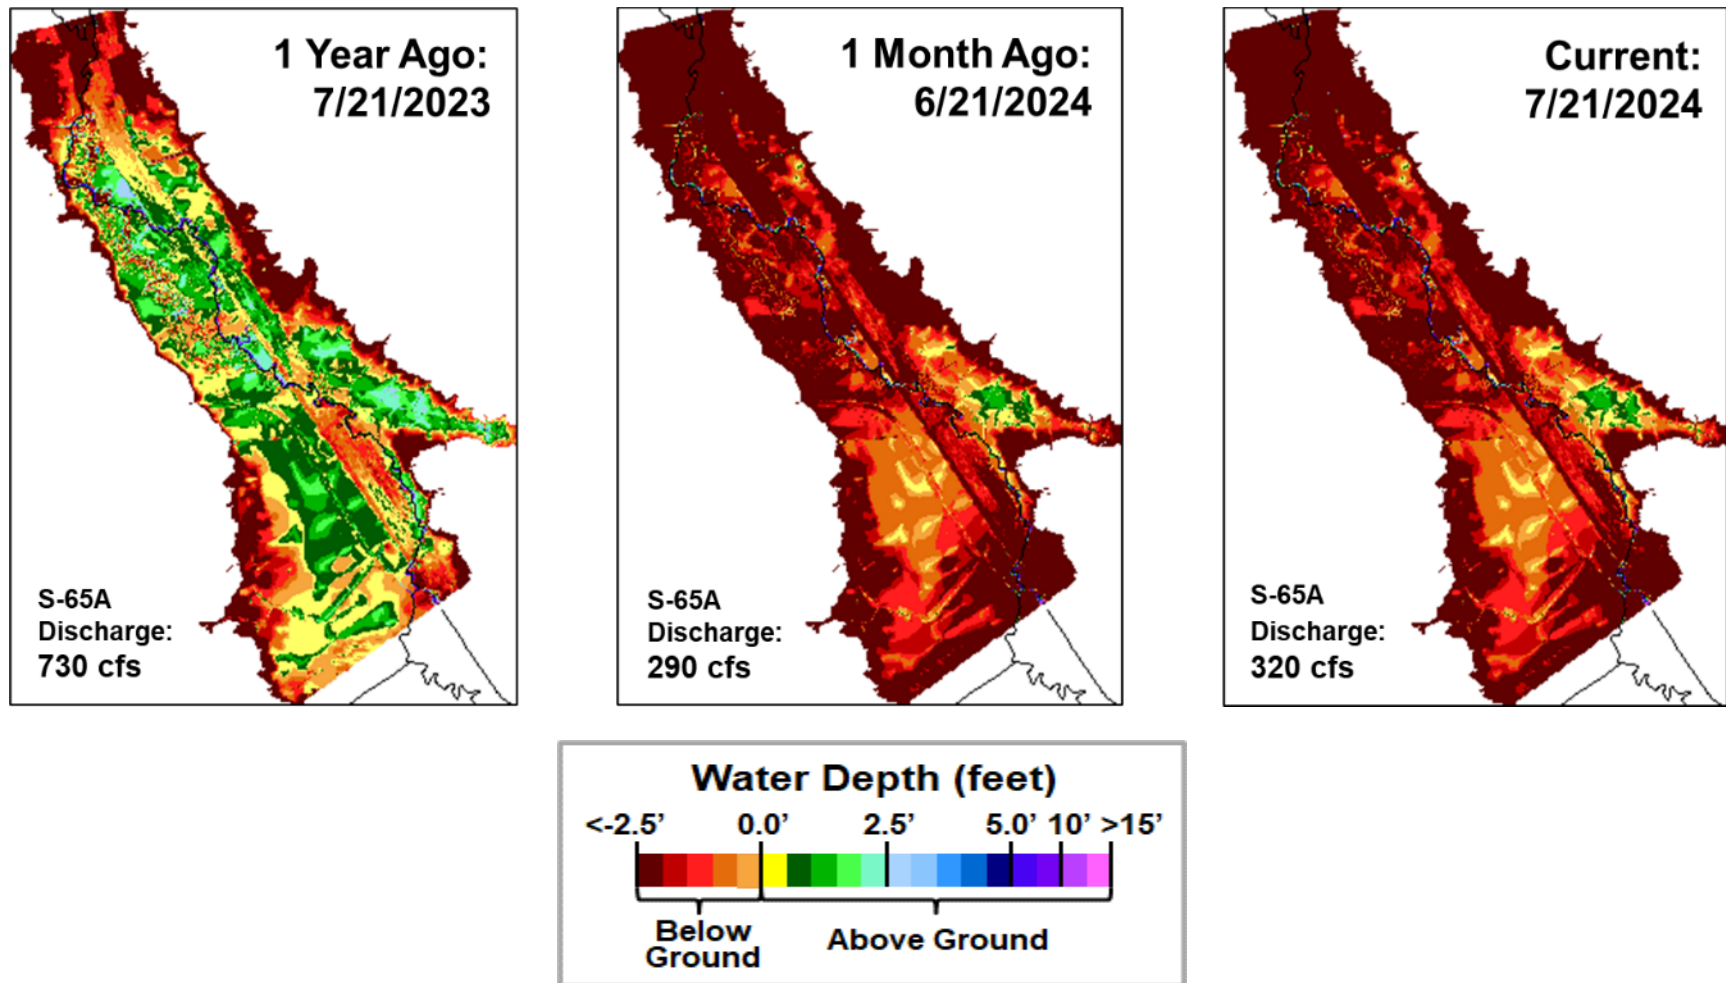 1 Year Ago:
7/21/2023
S-65A
Discharge:
730 cfs
1 Month Ago:
6/21/2024
S-65A
Discharge:
290 cfs
Current:
7/21/2024
S-65A
Discharge:
320 cfs
Water Depth (feet)
<-2.5’ 0.0’ 2.5’ 5.0’ 10’ >15’
Below
Ground
Above Ground